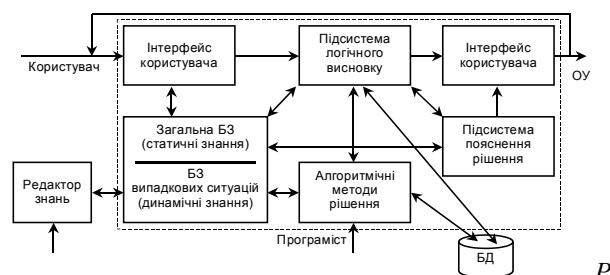 Користувач
Інтерфейс
користувача
Підсистема
логічного
висновку
Інтерфейс
користувача
ОУ
Загальна БЗ
(статичні знання)
БЗ
випадкових ситуацій
(динамічні знання)
Підсистема
пояснення
рішення
Редактор
знань
Алгоритмічні
методи
рішення
Програміст
БД
Р